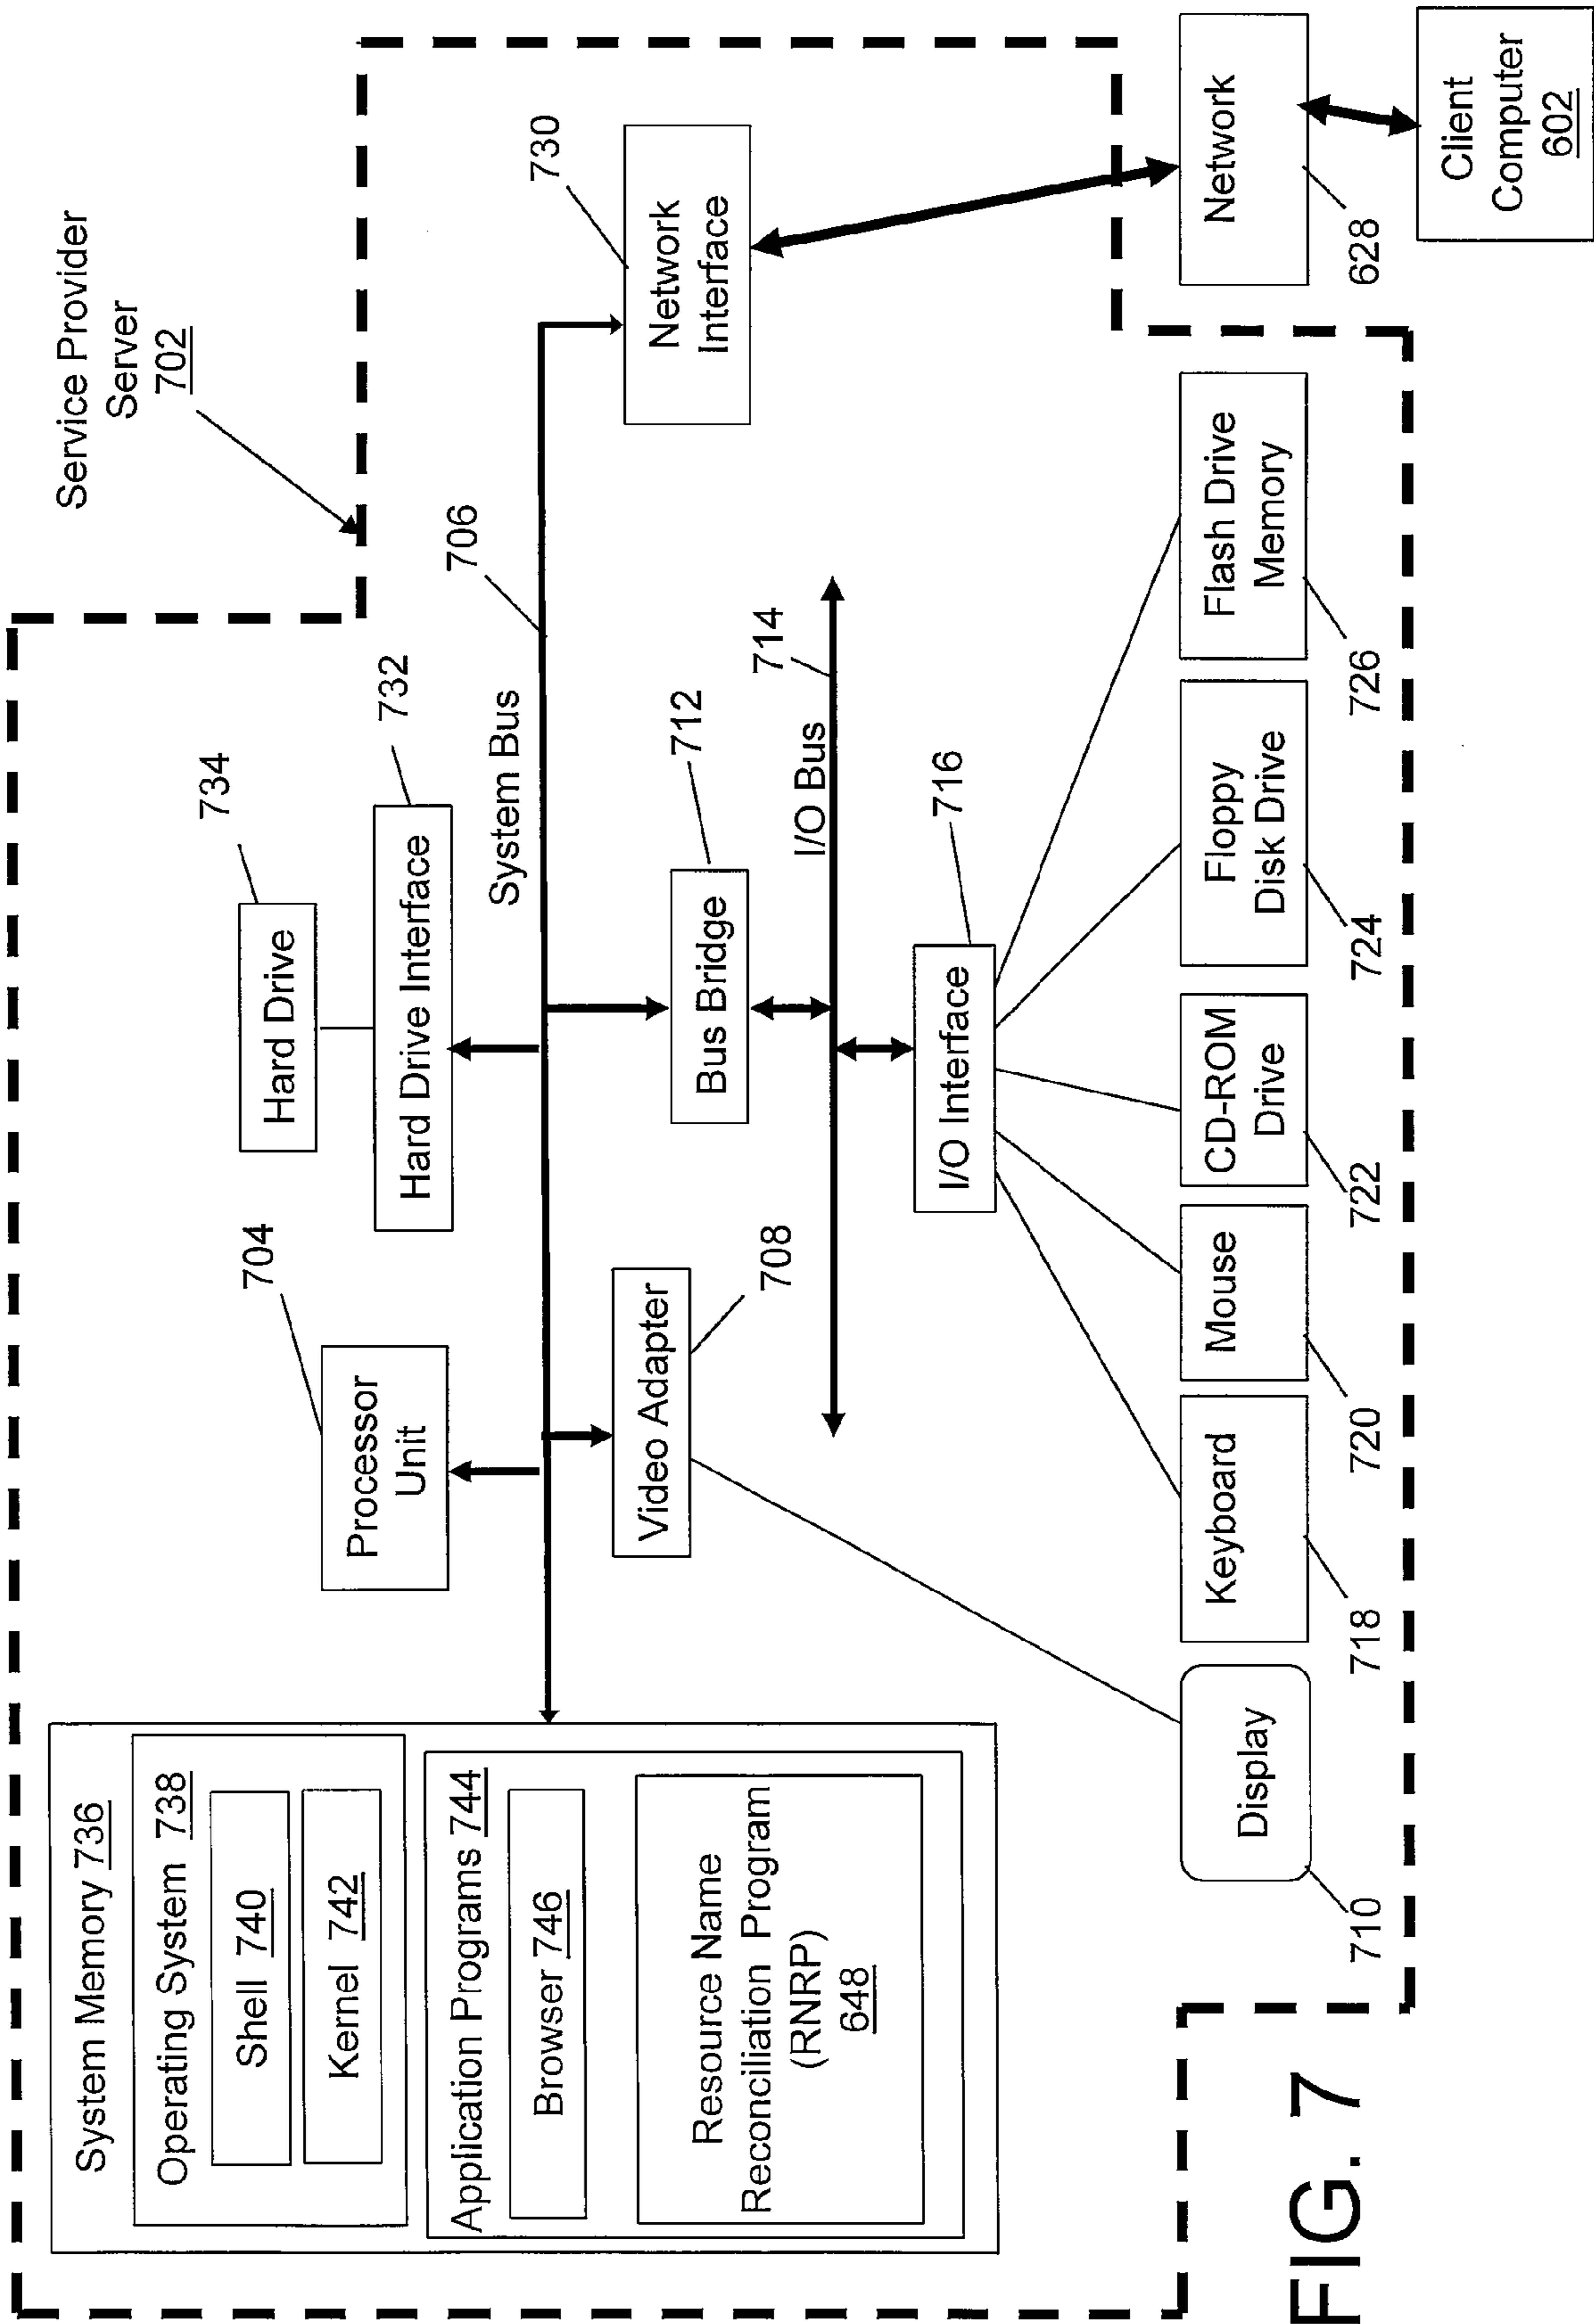 Service Provider
Server
702
System Memory 736
Operating System 738
Shell 740
Kernel 742
Application Programs 744
Browser 746
Resource Name
Reconciliation Program
(RNRP)
648
704
Processor
Unit
734
Hard Drive
732
Hard Drive Interface
System Bus
706
730
Network
Interface
Video Adapter
708
712
Bus Bridge
714
I/O Bus
716
I/O Interface
Display
710
Keyboard
718
Mouse
720
CD-ROM
Drive
722
Floppy
Disk Drive
724
Flash Drive
Memory
726
Network
628
Client
Computer
602
FIG. 7